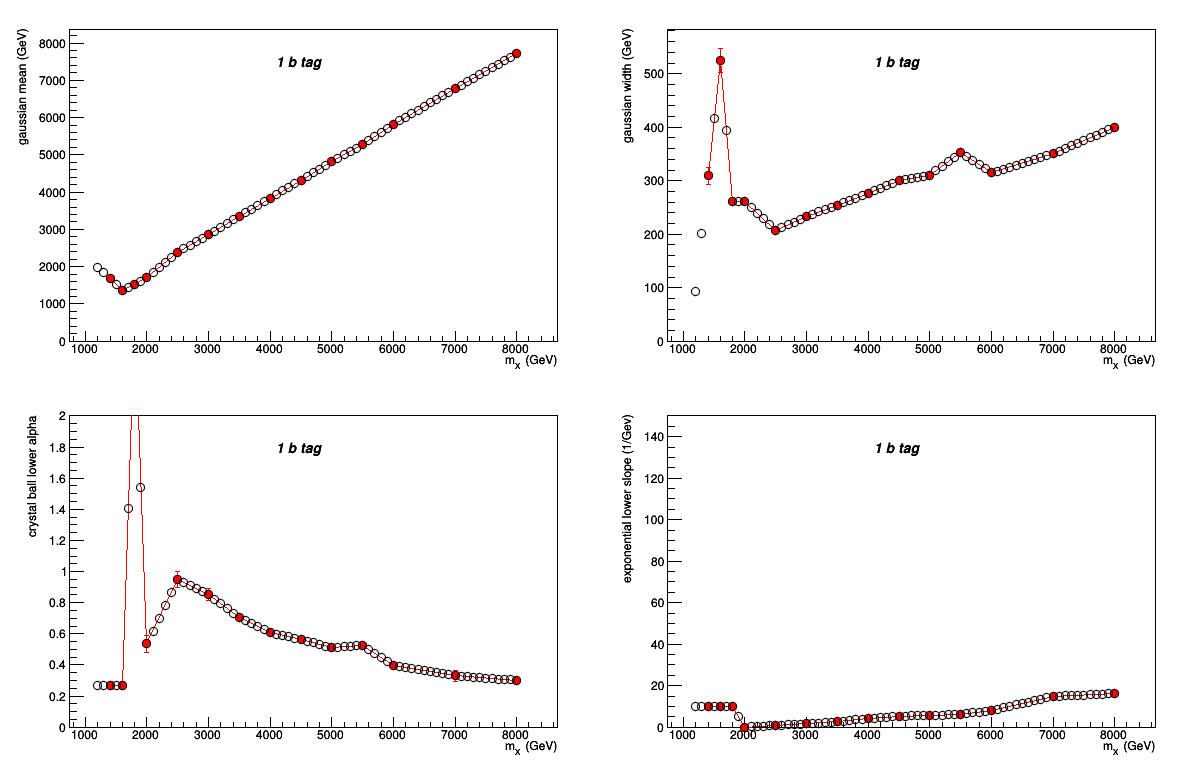 gaussian mean (GeV)
1 b tag
8000
7000
6000
5000
4000
3000
2000
1000
0
1000 2000 3000 4000 5000 6000 7000 8000
m_x (GeV)
gaussian width (GeV)
1 b tag
500
400
300
200
100
0
1000 2000 3000 4000 5000 6000 7000 8000
m_x (GeV)
crystal ball lower alpha
1 b tag
2
1.8
1.6
1.4
1.2
1
0.8
0.6
0.4
0.2
0
1000 2000 3000 4000 5000 6000 7000 8000
m_x (GeV)
exponential lower slope (1/Gev)
1 b tag
140
120
100
80
60
40
20
0
1000 2000 3000 4000 5000 6000 7000 8000
m_x (GeV)